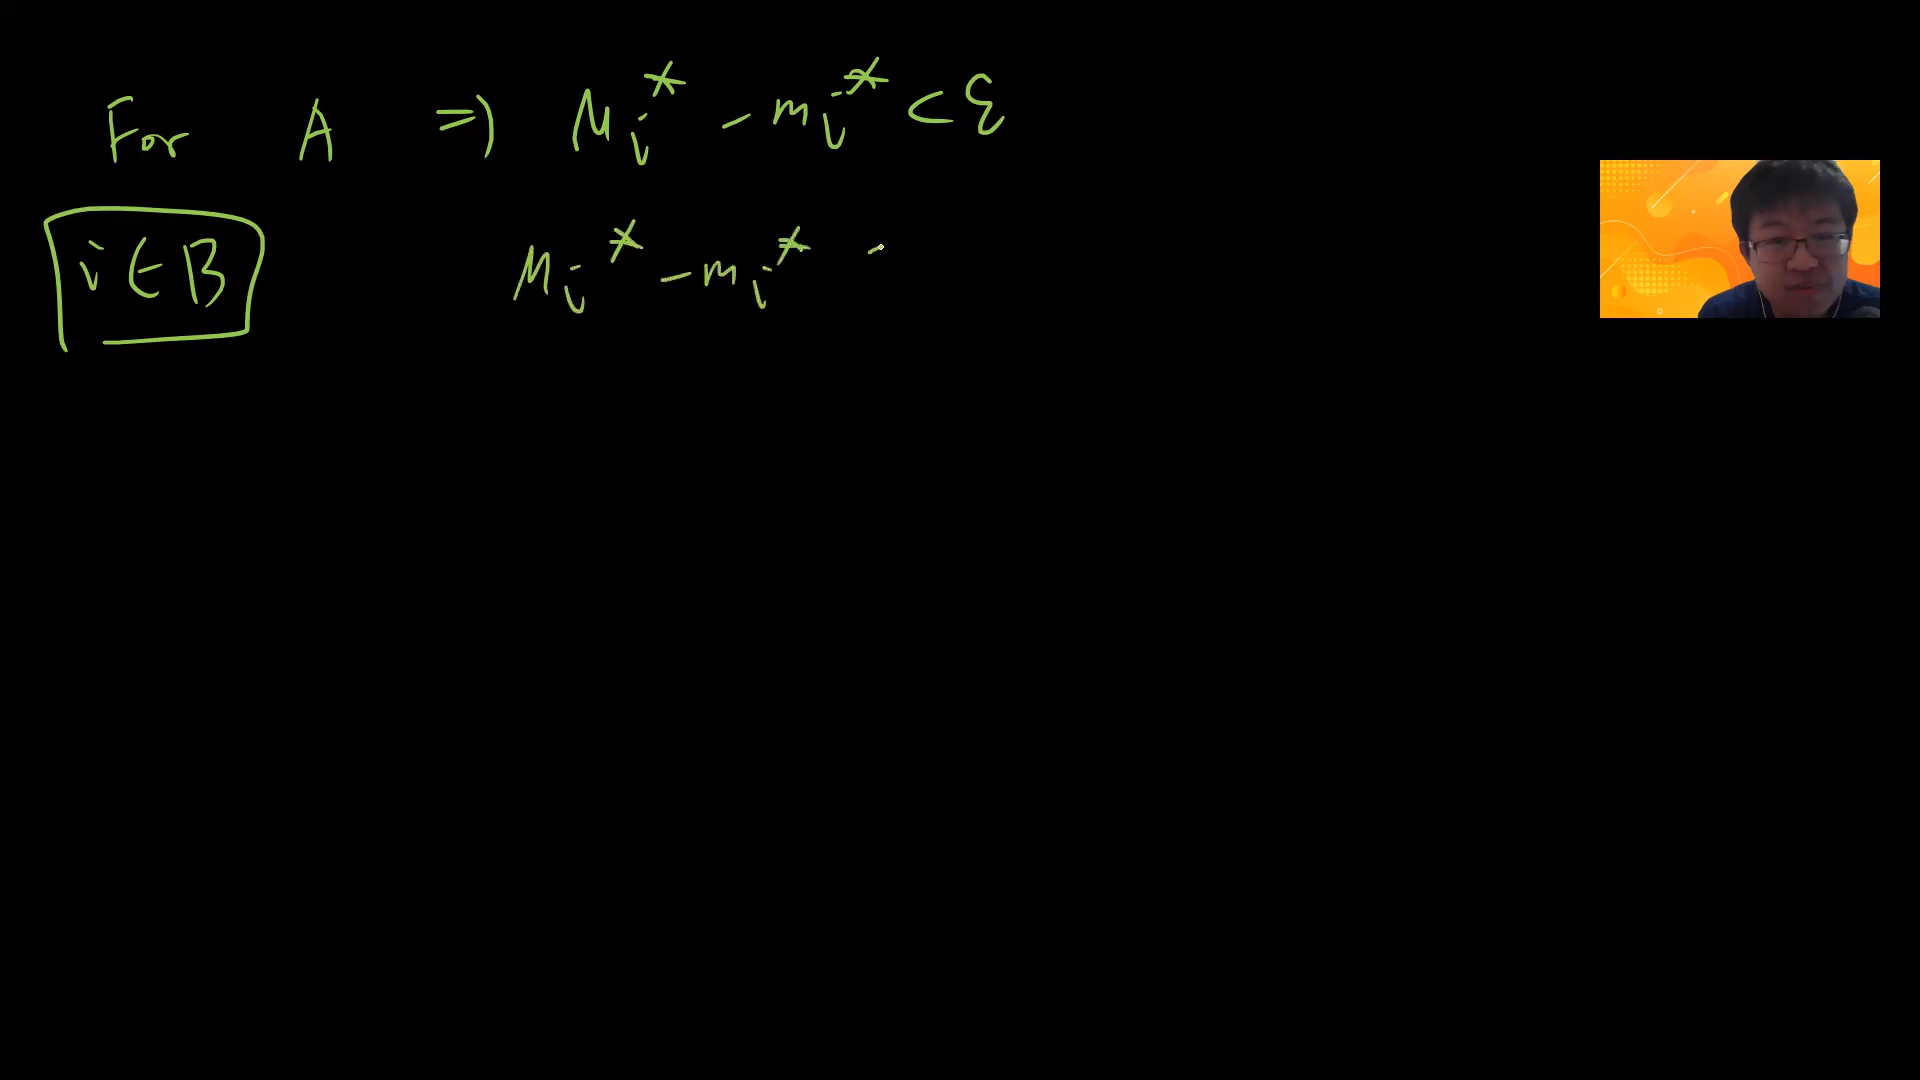 For A => M_i^* - m_i^* < ε
i ∈ B M_i^* - m_i^* -